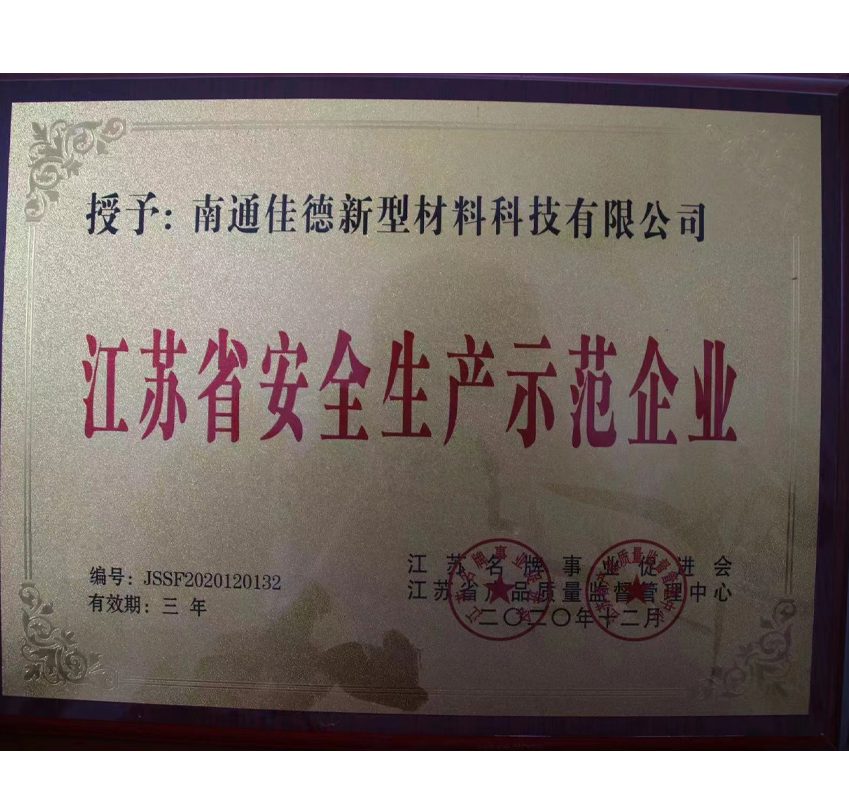 授予：南通佳德新型材料科技有限公司
江苏省安全生产示范企业
编号：JSSF2020120132
有效期：三年
江苏名牌事业促进会
江苏省产品质量监督管理中心
二〇二〇年十二月